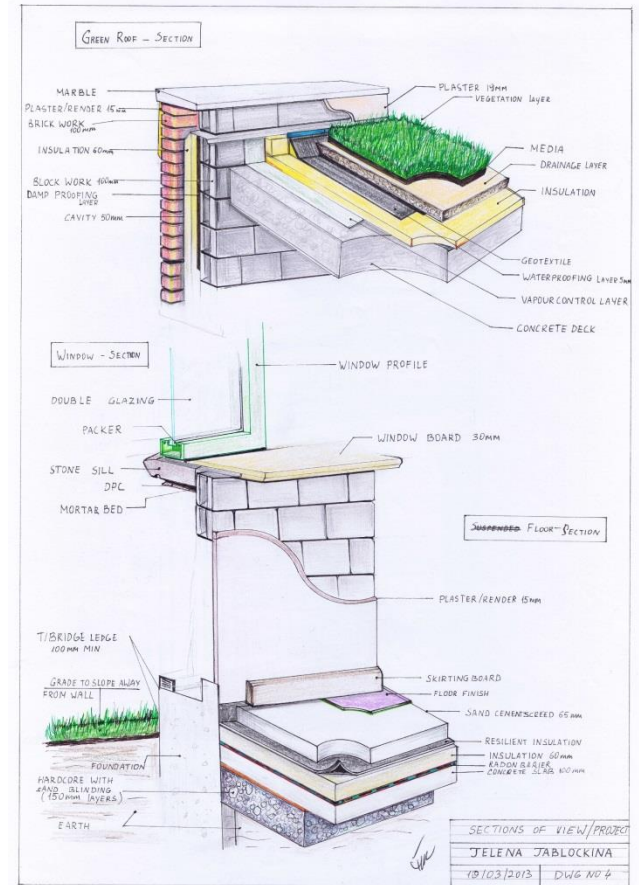 GREEN ROOF - SECTION
MARBLE
PLASTER/RENDER 15mm
BRICK WORK
100mm
INSULATION 60mm
BLOCK WORK 100mm
DAMP PROOFING
LAYER
CAVITY 50mm
PLASTER 19mm
VEGETATION layer
MEDIA
DRAINAGE LAYER
INSULATION
GEOTEXTILE
WATERPROOFING LAYER 5mm
VAPOUR CONTROL LAYER
CONCRETE DECK
WINDOW - SECTION
WINDOW PROFILE
DOUBLE GLAZING
PACKER
WINDOW BOARD 30mm
STONE SILL
DPC
MORTAR BED
SUSPENDED FLOOR-SECTION
PLASTER/RENDER 15mm
T/BRIDGE LEDGE
100MM MIN
GRADE TO SLOPE AWAY
FROM WALL
SKIRTING BOARD
FLOOR FINISH
SAND CEMENTSCREED 65mm
RESILIENT INSULATION
INSULATION 60mm
RADON BARIER
CONCRETE SLAB 100mm
FOUNDATION
HARDCORE WITH
SAND BLINDING
(150mm LAYERS)
EARTH
SECTIONS OF VIEW/PROJECT
JELENA JABLOCKINA
19/03/2013 DWG NO 4